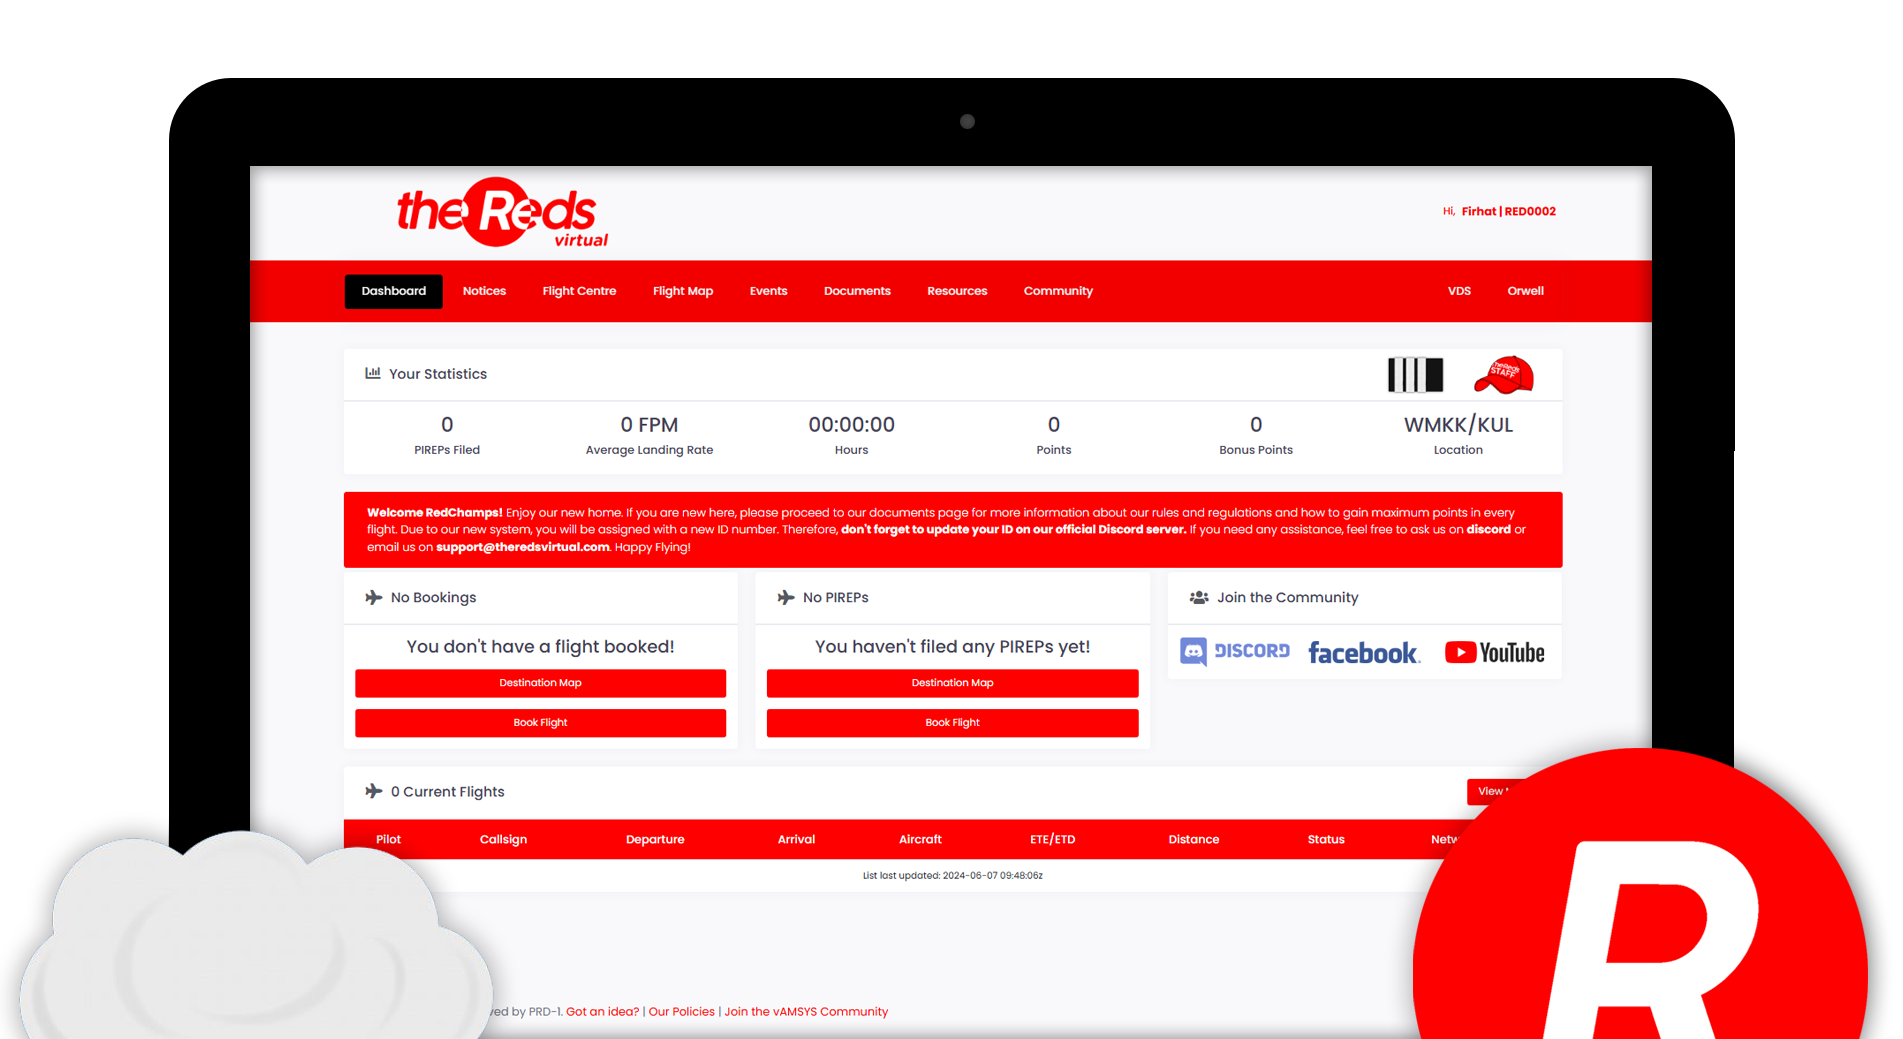 theReds
virtual
Hi, Firhat | RED0002
Dashboard Notices Flight Centre Flight Map Events Documents Resources Community VDS Orwell
Your Statistics
theReds
STAFF
0 0 FPM 00:00:00 0 0 WMKK/KUL
PIREPs Filed Average Landing Rate Hours Points Bonus Points Location
Welcome RedChamps! Enjoy our new home. If you are new here, please proceed to our documents page for more information about our rules and regulations and how to gain maximum points in every
flight. Due to our new system, you will be assigned with a new ID number. Therefore, don't forget to update your ID on our official Discord server. If you need any assistance, feel free to ask us on discord or
email us on support@theredsvirtual.com. Happy Flying!
No Bookings No PIREPs Join the Community
You don't have a flight booked! You haven't filed any PIREPs yet! DISCORD facebook. YouTube
Destination Map Destination Map
Book Flight Book Flight
0 Current Flights View
Pilot Callsign Departure Arrival Aircraft ETE/ETD Distance Status Netw
List last updated: 2024-06-07 09:48:06z
R
ved by PRD-1. Got an idea? | Our Policies | Join the vAMSYS Community